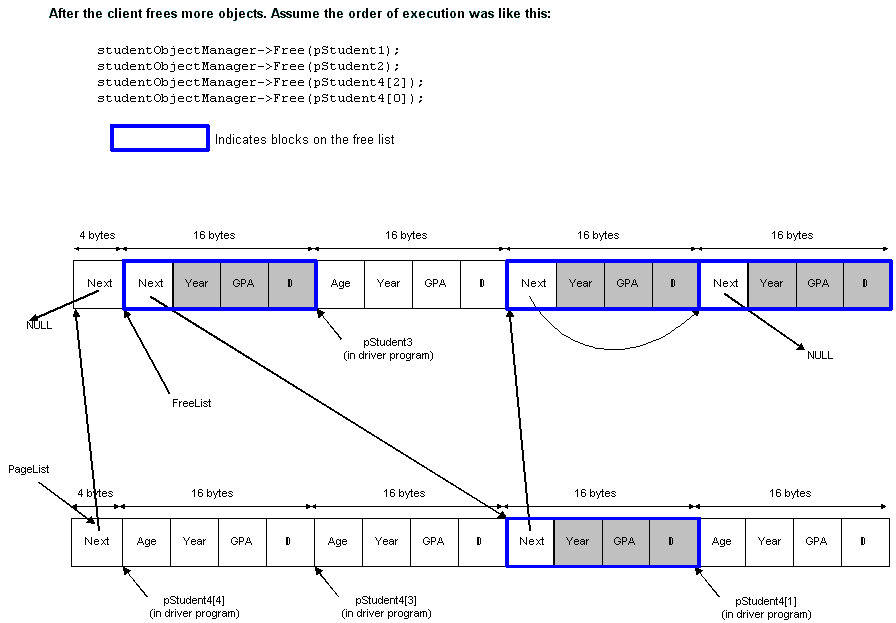 After the client frees more objects. Assume the order of execution was like this:
studentObjectManager->Free(pStudent1);
studentObjectManager->Free(pStudent2);
studentObjectManager->Free(pStudent4[2]);
studentObjectManager->Free(pStudent4[0]);
Indicates blocks on the free list
4 bytes 16 bytes 16 bytes 16 bytes 16 bytes
Next Next Year GPA ID Age Year GPA ID Next Year GPA ID Next Year GPA ID
NULL
pStudent3
(in driver program)
NULL
FreeList
PageList
4 bytes 16 bytes 16 bytes 16 bytes 16 bytes
Next Age Year GPA ID Age Year GPA ID Next Year GPA ID Age Year GPA ID
pStudent4[4] pStudent4[3] pStudent4[1]
(in driver program) (in driver program) (in driver program)